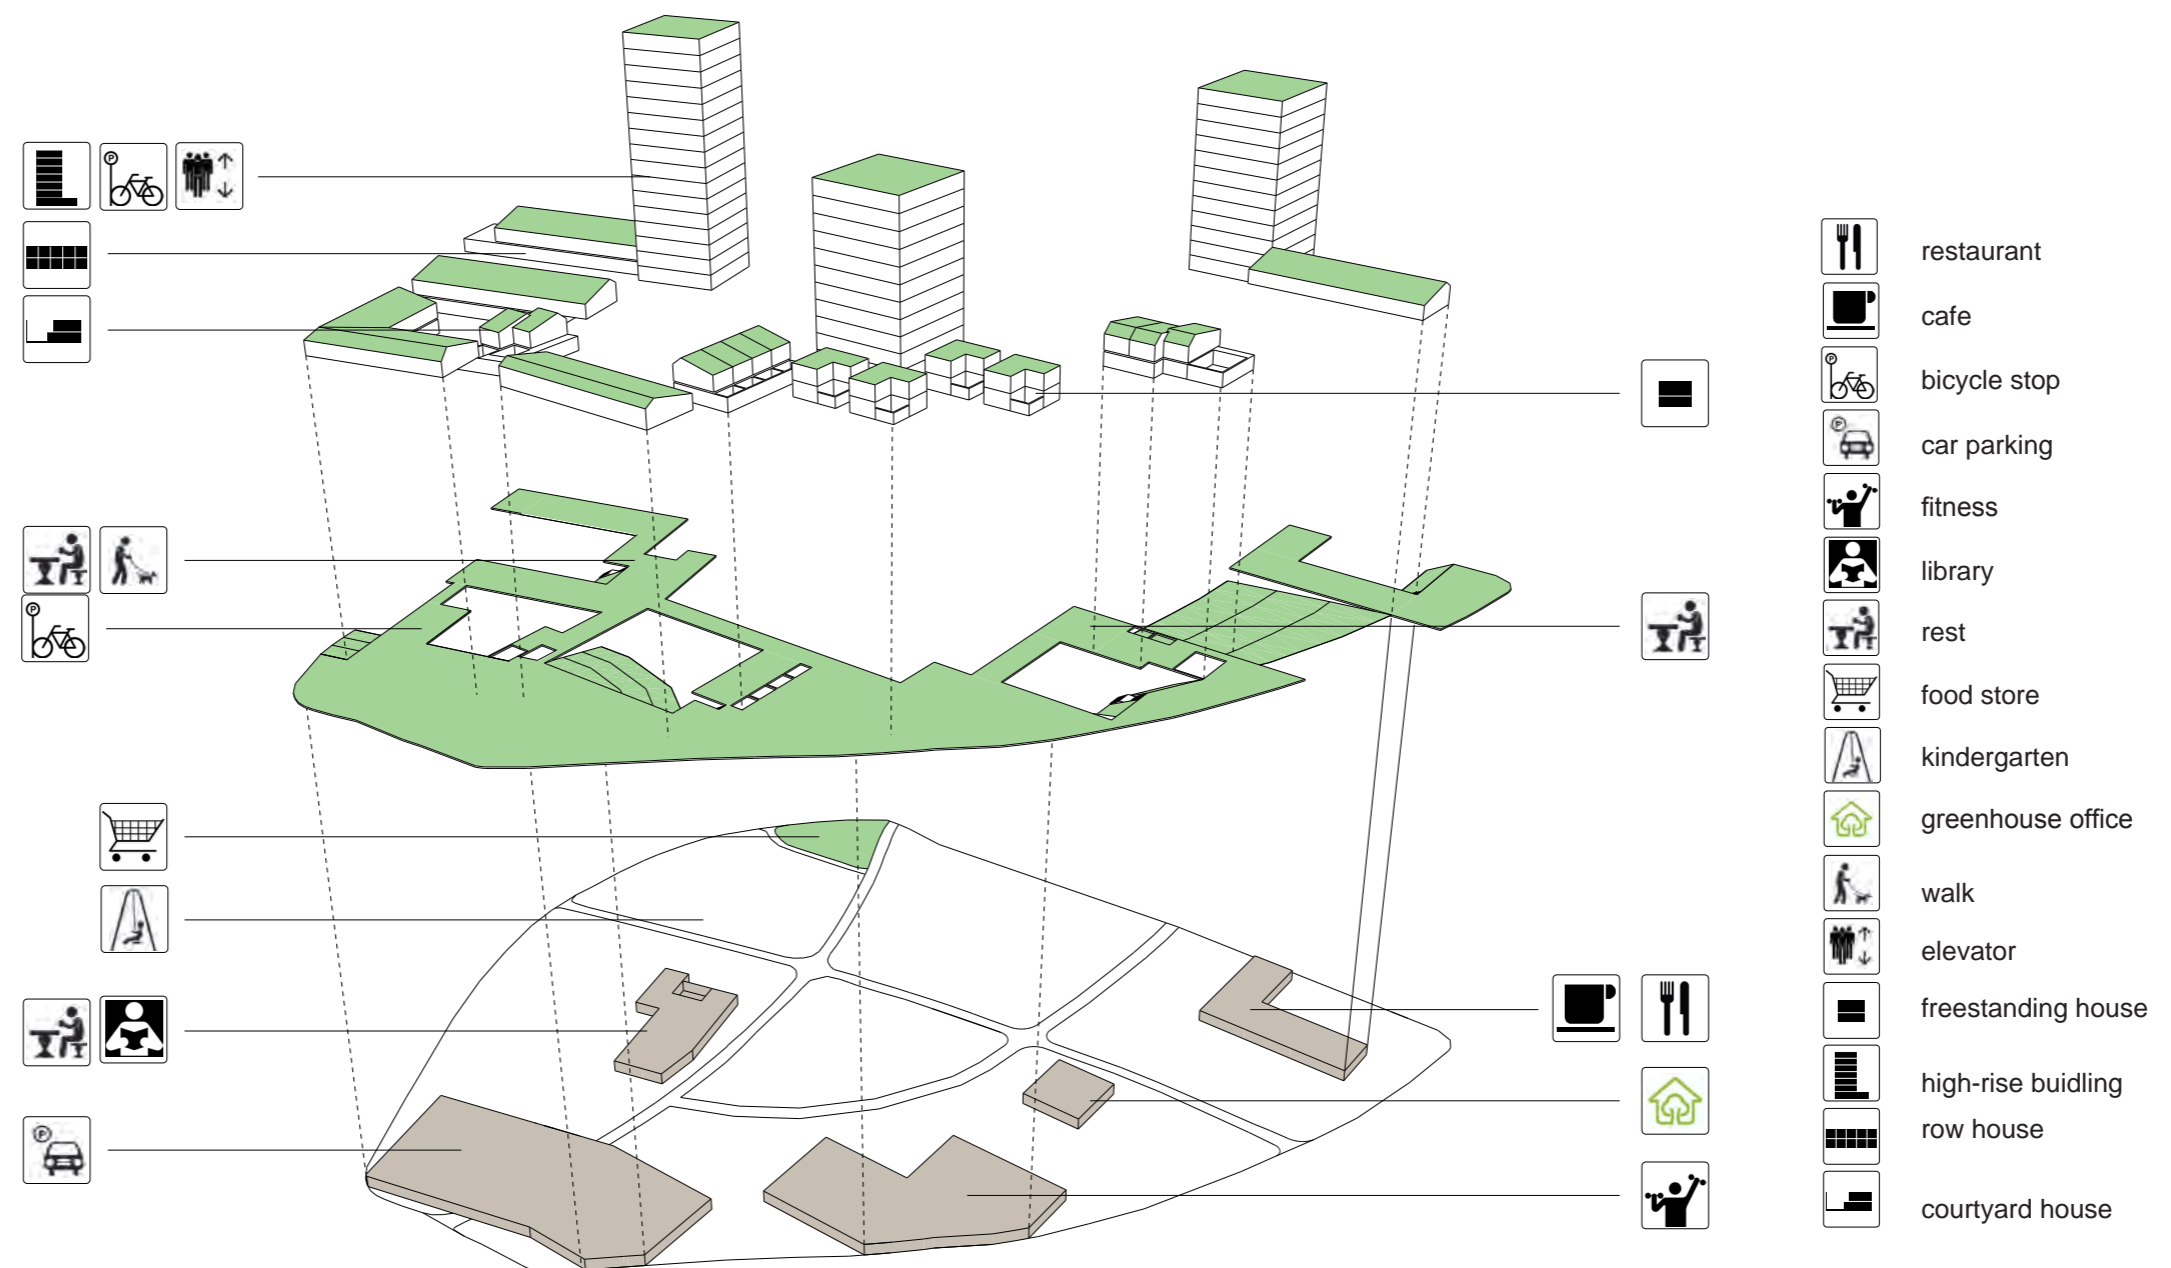 restaurant
cafe
P
bicycle stop
P
car parking
fitness
library
rest
food store
kindergarten
greenhouse office
walk
elevator
freestanding house
high-rise buidling
row house
courtyard house
P
P
P